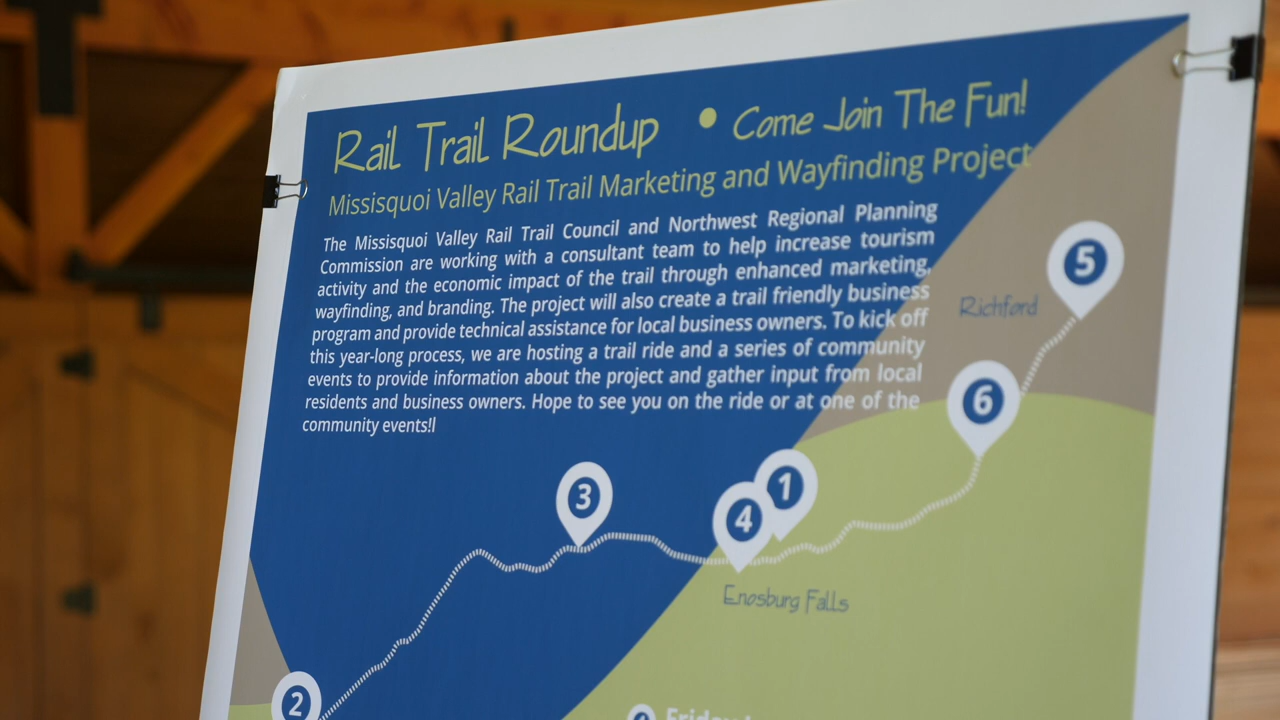 Rail Trail Roundup • Come Join The Fun!
Missisquoi Valley Rail Trail Marketing and Wayfinding Project
The Missisquoi Valley Rail Trail Council and Northwest Regional Planning
Commission are working with a consultant team to help increase tourism
activity and the economic impact of the trail through enhanced marketing,
wayfinding, and branding. The project will also create a trail friendly business
program and provide technical assistance for local business owners. To kick off
this year-long process, we are hosting a trail ride and a series of community
events to provide information about the project and gather input from local
residents and business owners. Hope to see you on the ride or at one of the
community events!l
5
Richford
6
3
1
4
Enosburg Falls
2